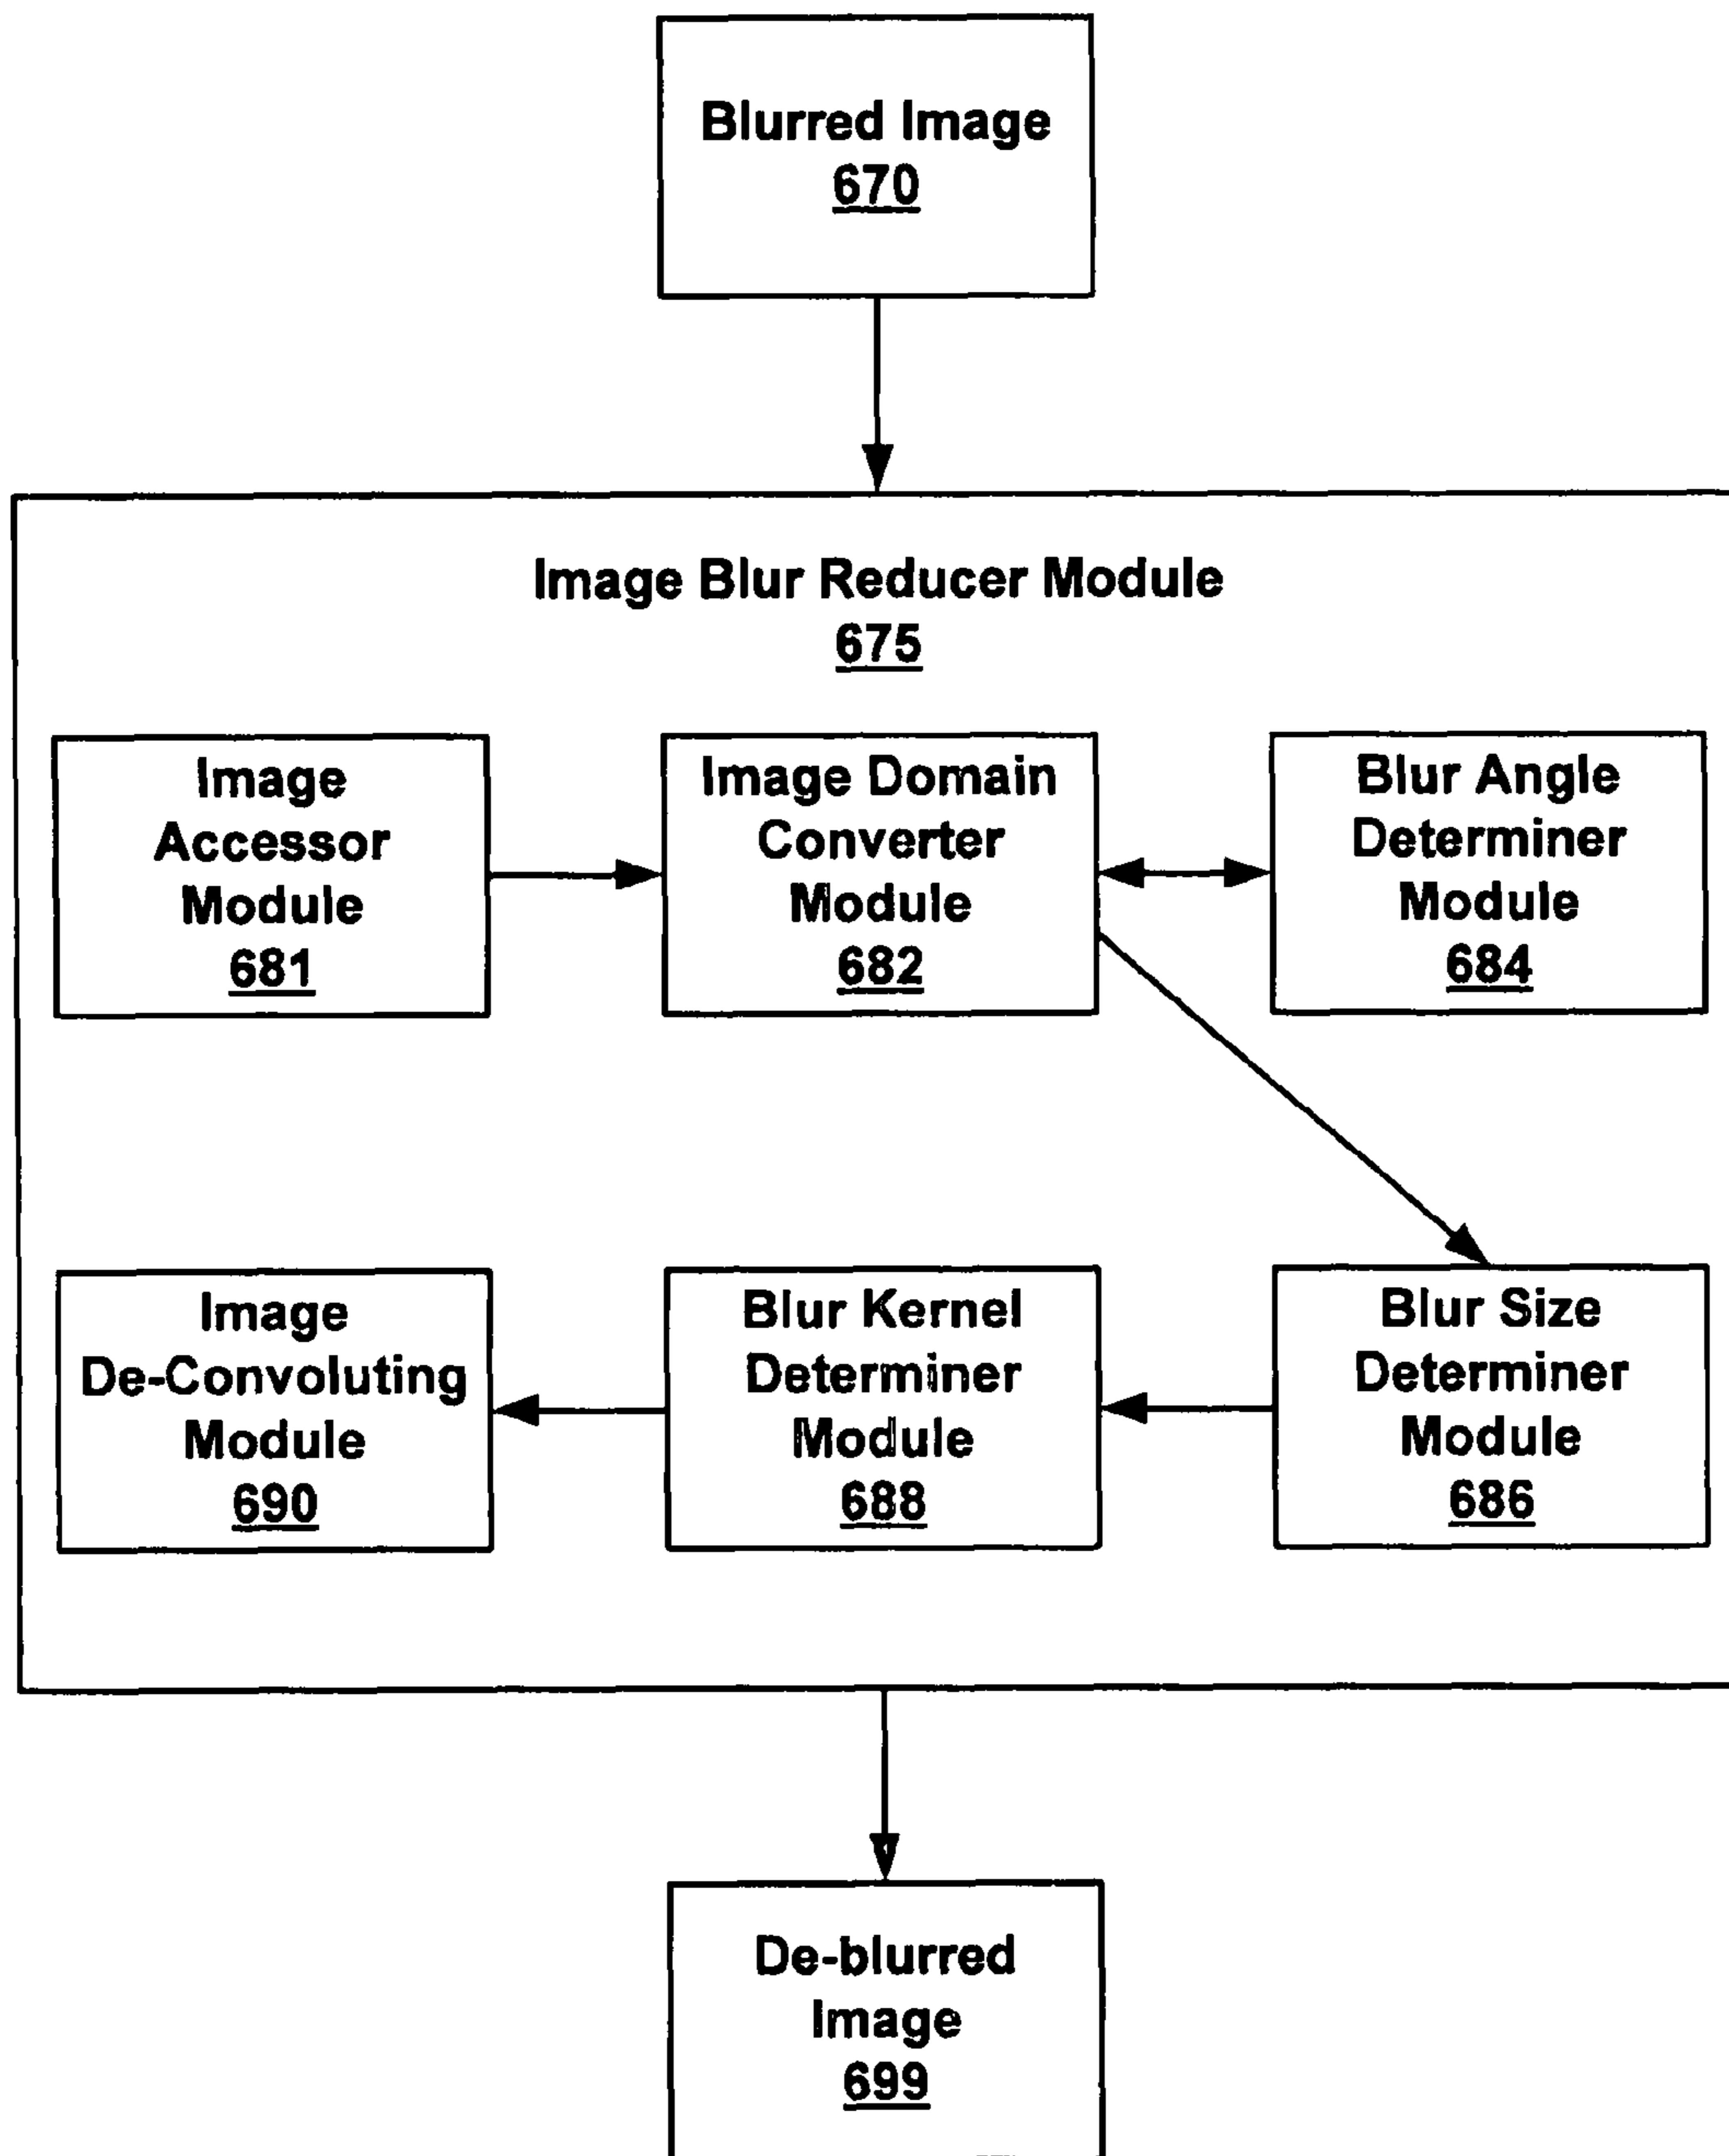 Blurred Image
670
Image Blur Reducer Module
675
Image
Accessor
Module
681
Image Domain
Converter
Module
682
Blur Angle
Determiner
Module
684
Image
De-Convoluting
Module
690
Blur Kernel
Determiner
Module
688
Blur Size
Determiner
Module
686
De-blurred
Image
699